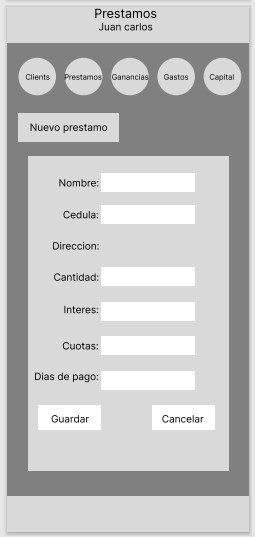 Prestamos
Juan carlos
Clients Prestamos Ganancias Gastos Capital
Nuevo prestamo
Nombre:
Cedula:
Direccion:
Cantidad:
Interes:
Cuotas:
Dias de pago:
Guardar Cancelar